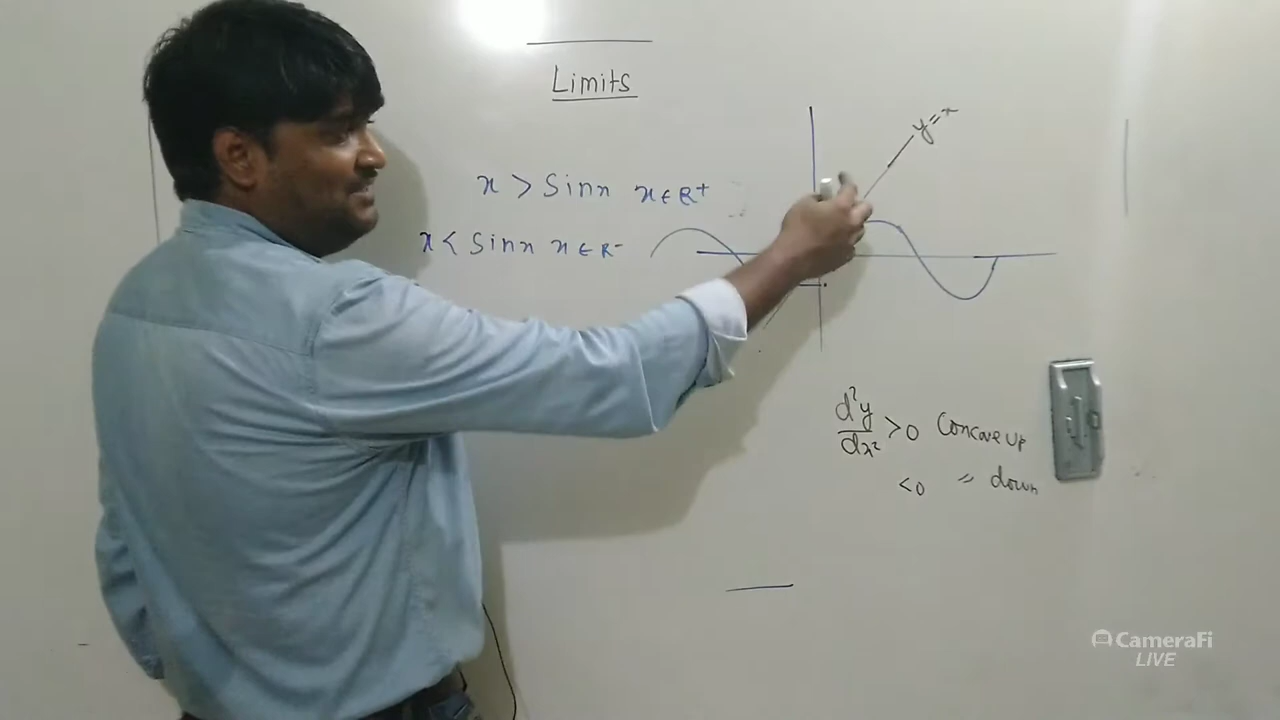 Limits
y=x
x > Sinx x∈R⁺
x < Sinx x∈R⁻
d²y/dx² >0 Concave up
<0 〃 down
CameraFi
LIVE